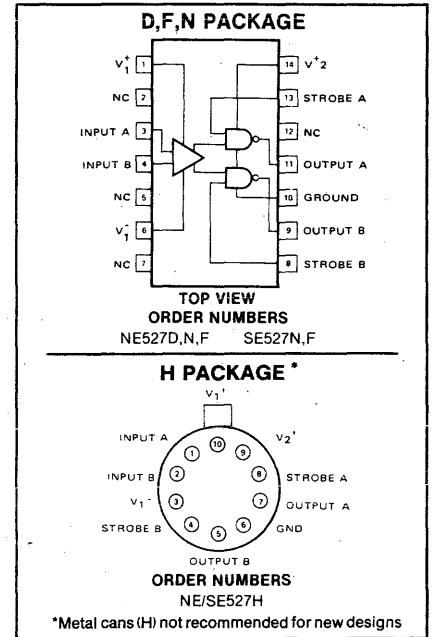 D,F,N PACKAGE
V1+ 1
14 V+2
NC 2
13 STROBE A
INPUT A 3
12 NC
INPUT B 4
11 OUTPUT A
NC 5
10 GROUND
V1- 6
9 OUTPUT B
NC 7
8 STROBE B
TOP VIEW
ORDER NUMBERS
NE527D,N,F SE527N,F
H PACKAGE*
V1+
INPUT A
V2+
10
1
9
INPUT B
2
8
STROBE A
V1-
3
7
OUTPUT A
STROBE B
4
5
6
GND
OUTPUT B
ORDER NUMBERS
NE/SE527H
*Metal cans (H) not recommended for new designs